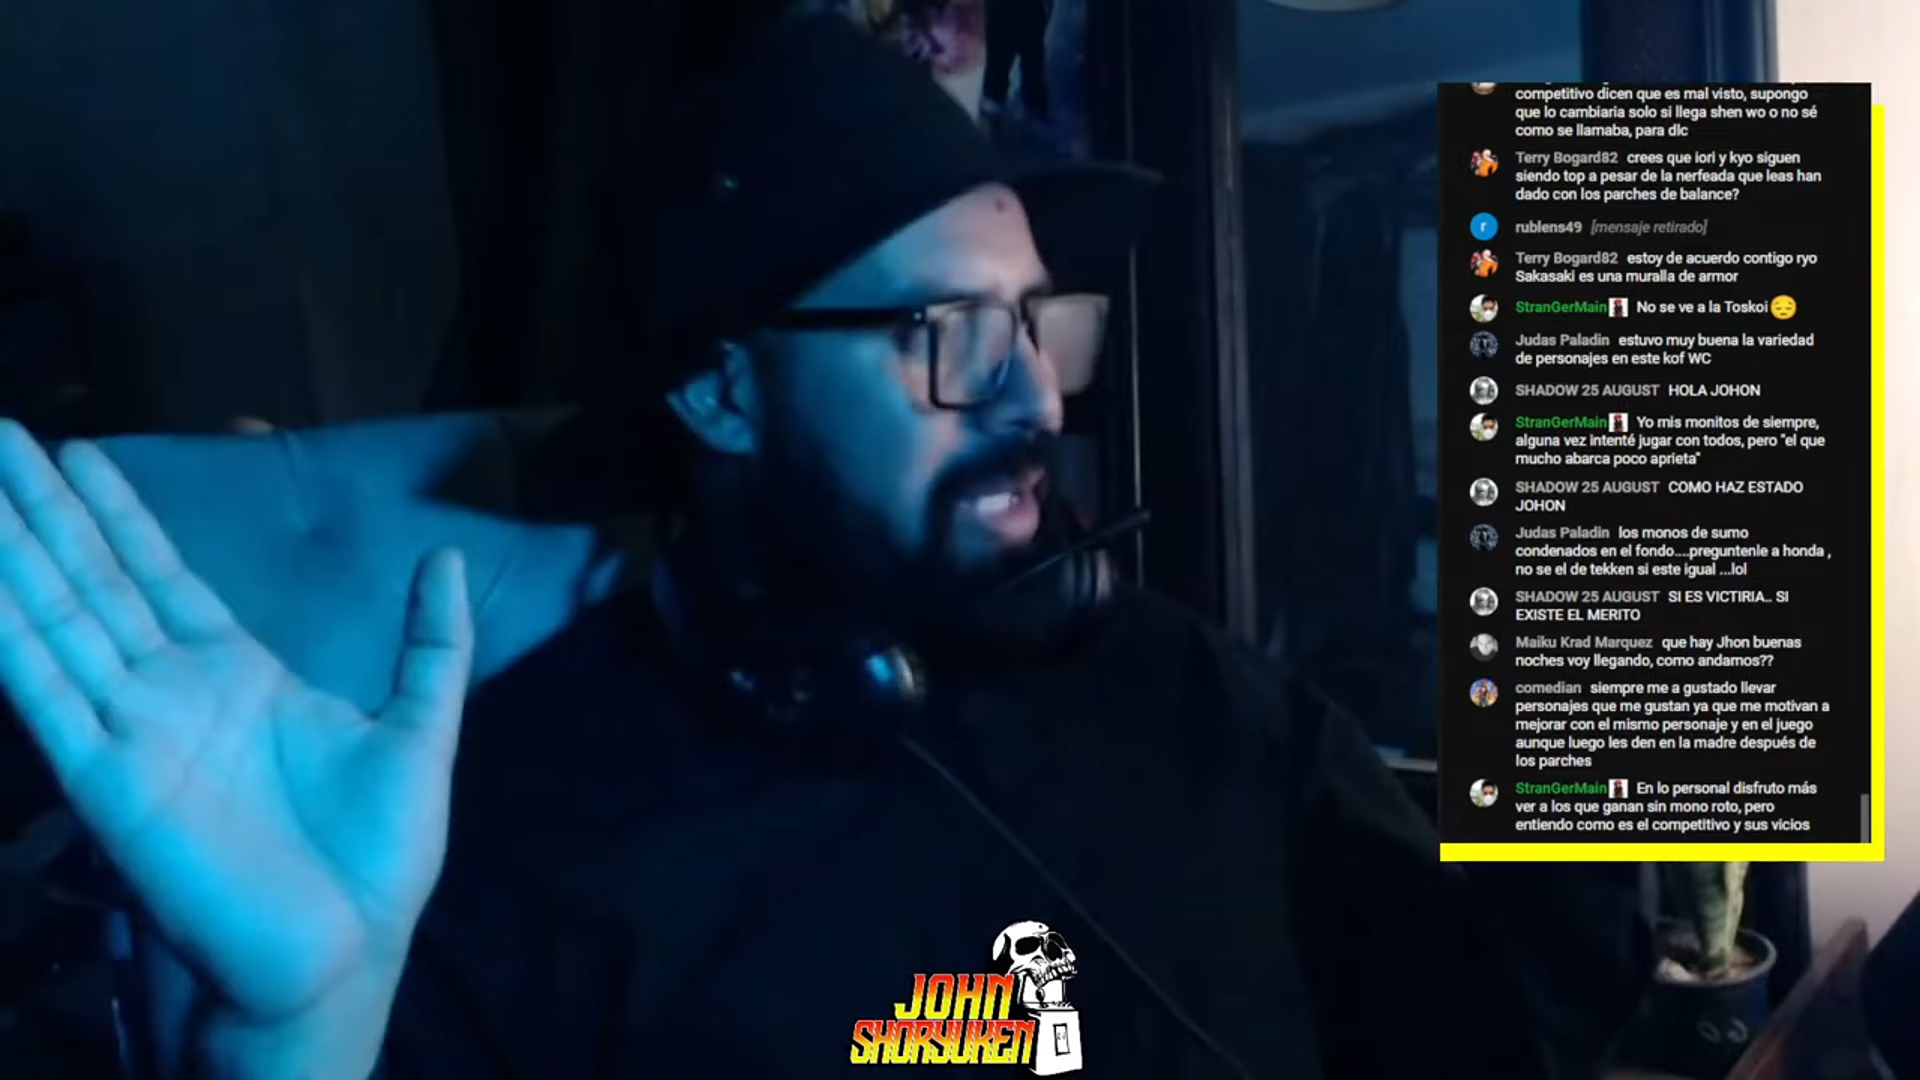 competitivo dicen que es mal visto, supongo
que lo cambiaria solo si llega shen wo o no sé
como se llamaba, para dlc
Terry Bogard82 crees que iori y kyo siguen
siendo top a pesar de la nerfeada que leas han
dado con los parches de balance?
r rublens49 [mensaje retirado]
Terry Bogard82 estoy de acuerdo contigo ryo
Sakasaki es una muralla de armor
StranGerMain No se ve a la Toskoi
Judas Paladin estuvo muy buena la variedad
de personajes en este kof WC
SHADOW 25 AUGUST HOLA JOHON
StranGerMain Yo mis monitos de siempre,
alguna vez intenté jugar con todos, pero "el que
mucho abarca poco aprieta"
SHADOW 25 AUGUST COMO HAZ ESTADO
JOHON
Judas Paladin los monos de sumo
condenados en el fondo....preguntenle a honda ,
no se el de tekken si este igual ...lol
SHADOW 25 AUGUST SI ES VICTIRIA.. SI
EXISTE EL MERITO
Maiku Krad Marquez que hay Jhon buenas
noches voy llegando, como andamos??
comedian siempre me a gustado llevar
personajes que me gustan ya que me motivan a
mejorar con el mismo personaje y en el juego
aunque luego les den en la madre después de
los parches
StranGerMain En lo personal disfruto más
ver a los que ganan sin mono roto, pero
entiendo como es el competitivo y sus vicios
JOHN
SHORYUKEN